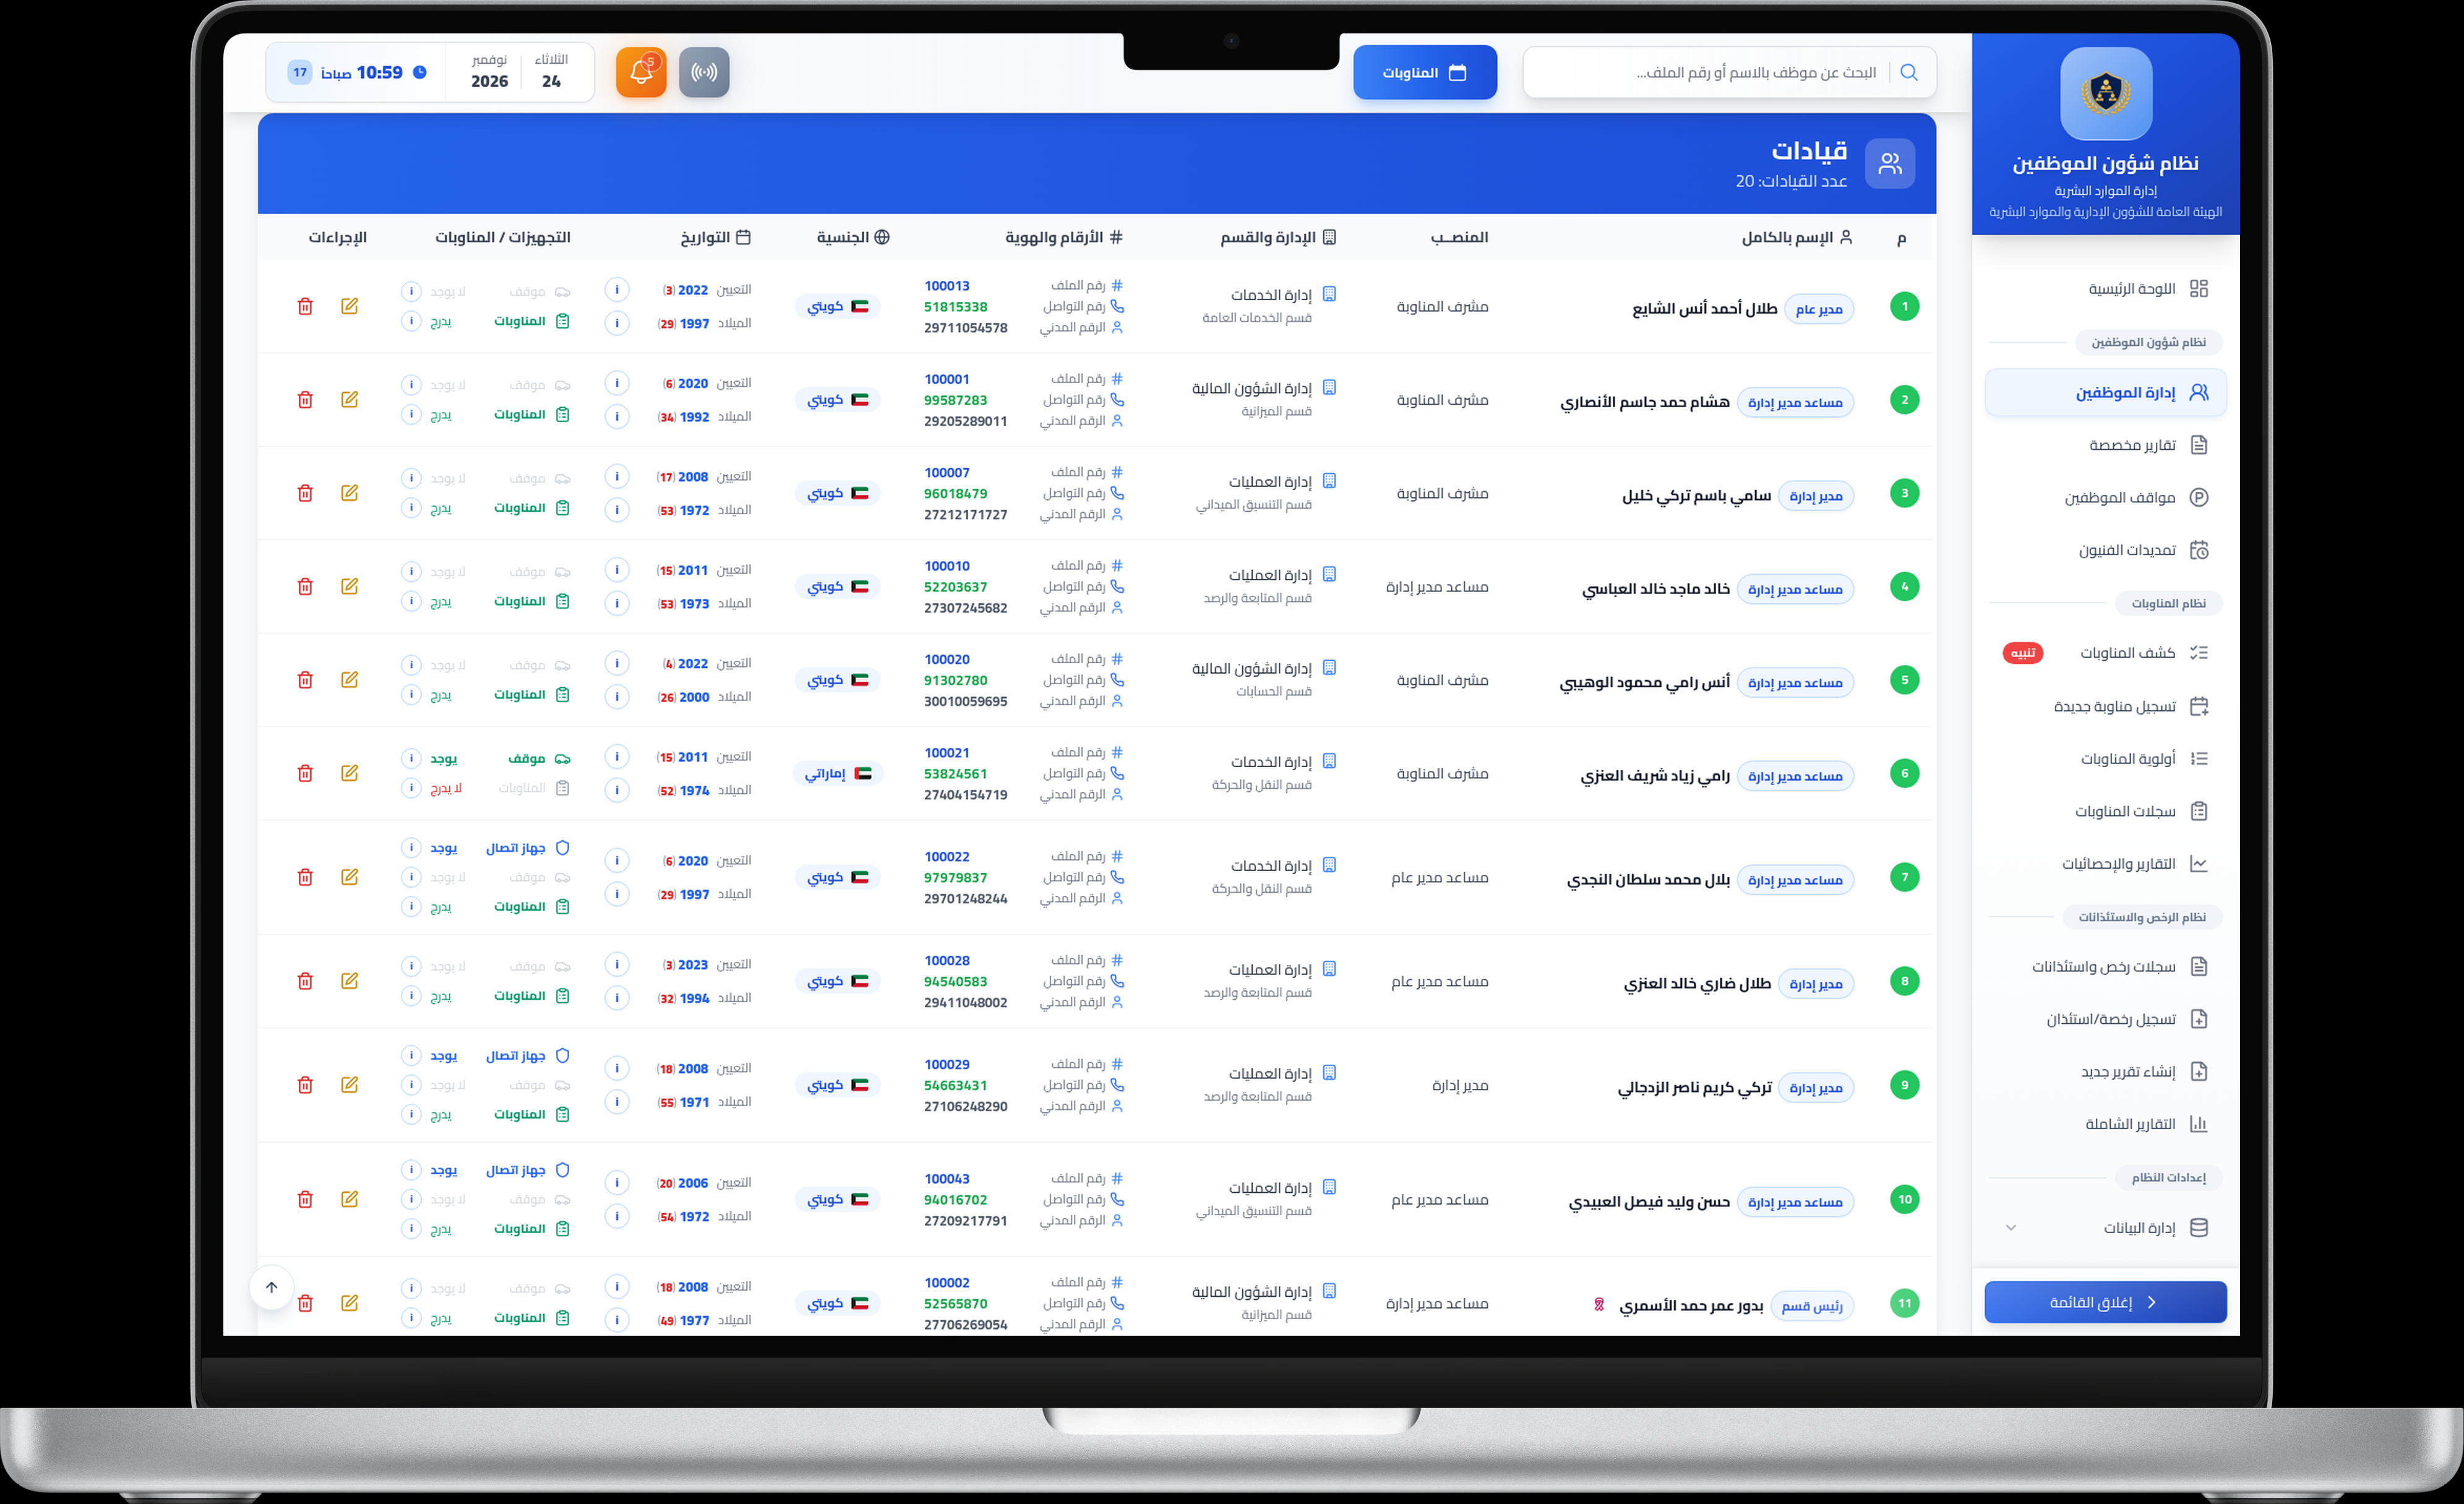 نظام شؤون الموظفين
إدارة الموارد البشرية
الهيئة العامة للشؤون الإدارية والموارد البشرية
اللوحة الرئيسية
نظام شؤون الموظفين
إدارة الموظفين
تقارير مخصصة
مواقف الموظفين
تمديدات الفنيون
نظام المناوبات
كشف المناوبات تنبيه
تسجيل مناوبة جديدة
أولوية المناوبات
سجلات المناوبات
التقارير والإحصائيات
نظام الرخص والاستئذانات
سجلات رخص واستئذانات
تسجيل رخصة/استئذان
إنشاء تقرير جديد
التقارير الشاملة
إعدادات النظام
إدارة البيانات
إغلاق القائمة
البحث عن موظف بالاسم أو رقم الملف...
المناوبات
5
الثلاثاء 24 نوفمبر 2026
10:59 صباحاً 17
قيادات
عدد القيادات: 20
م الإسم بالكامل المنصـب الإدارة والقسم الأرقام والهوية الجنسية التواريخ التجهيزات / المناوبات الإجراءات
1 مدير عام طلال أحمد أنس الشايع مشرف المناوبة إدارة الخدمات قسم الخدمات العامة
رقم الملف 100013 رقم التواصل 51815338 الرقم المدني 29711054578
كويتي التعيين 2022 (3) الميلاد 1997 (29) موقف لا يوجد المناوبات يدرج
2 مساعد مدير إدارة هشام حمد جاسم الأنصاري مشرف المناوبة إدارة الشؤون المالية قسم الميزانية
رقم الملف 100001 رقم التواصل 99587283 الرقم المدني 29205289011
كويتي التعيين 2020 (6) الميلاد 1992 (34) موقف لا يوجد المناوبات يدرج
3 مدير إدارة سامي باسم تركي خليل مشرف المناوبة إدارة العمليات قسم التنسيق الميداني
رقم الملف 100007 رقم التواصل 96018479 الرقم المدني 27212171727
كويتي التعيين 2008 (17) الميلاد 1972 (53) موقف لا يوجد المناوبات يدرج
4 مساعد مدير إدارة خالد ماجد خالد العباسي مساعد مدير إدارة إدارة العمليات قسم المتابعة والرصد
رقم الملف 100010 رقم التواصل 52203637 الرقم المدني 27307245682
كويتي التعيين 2011 (15) الميلاد 1973 (53) موقف لا يوجد المناوبات يدرج
5 مساعد مدير إدارة أنس رامي محمود الوهيبي مشرف المناوبة إدارة الشؤون المالية قسم الحسابات
رقم الملف 100020 رقم التواصل 91302780 الرقم المدني 30010059695
كويتي التعيين 2022 (4) الميلاد 2000 (26) موقف لا يوجد المناوبات يدرج
6 مساعد مدير إدارة رامي زياد شريف العنزي مشرف المناوبة إدارة الخدمات قسم النقل والحركة
رقم الملف 100021 رقم التواصل 53824561 الرقم المدني 27404154719
إماراتي التعيين 2011 (15) الميلاد 1974 (52) موقف يوجد المناوبات لا يدرج
7 مساعد مدير إدارة بلال محمد سلطان النجدي مساعد مدير عام إدارة الخدمات قسم النقل والحركة
رقم الملف 100022 رقم التواصل 97979837 الرقم المدني 29701248244
كويتي التعيين 2020 (6) الميلاد 1997 (29) جهاز اتصال يوجد موقف لا يوجد المناوبات يدرج
8 مدير إدارة طلال ضاري خالد العنزي مساعد مدير عام إدارة العمليات قسم المتابعة والرصد
رقم الملف 100028 رقم التواصل 94540583 الرقم المدني 29411048002
كويتي التعيين 2023 (3) الميلاد 1994 (32) موقف لا يوجد المناوبات يدرج
9 مدير إدارة تركي كريم ناصر الزدجالي مدير إدارة إدارة العمليات قسم المتابعة والرصد
رقم الملف 100029 رقم التواصل 54663431 الرقم المدني 27106248290
كويتي التعيين 2008 (18) الميلاد 1971 (55) جهاز اتصال يوجد موقف لا يوجد المناوبات يدرج
10 مساعد مدير إدارة حسن وليد فيصل العبيدي مساعد مدير عام إدارة العمليات قسم التنسيق الميداني
رقم الملف 100043 رقم التواصل 94016702 الرقم المدني 27209217791
كويتي التعيين 2006 (20) الميلاد 1972 (54) جهاز اتصال يوجد موقف لا يوجد المناوبات يدرج
11 رئيس قسم بدور عمر حمد الأسمري مساعد مدير إدارة إدارة الشؤون المالية قسم الميزانية
رقم الملف 100002 رقم التواصل 52565870 الرقم المدني 27706269054
كويتي التعيين 2008 (18) الميلاد 1977 (49) موقف لا يوجد المناوبات يدرج